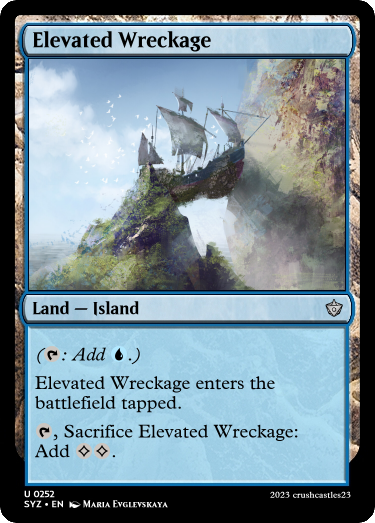 Elevated Wreckage
Land — Island
(: Add .)
Elevated Wreckage enters the
battlefield tapped.
, Sacrifice Elevated Wreckage:
Add .
U 0252
SYZ • EN Maria Evglevskaya
2023 crushcastles23